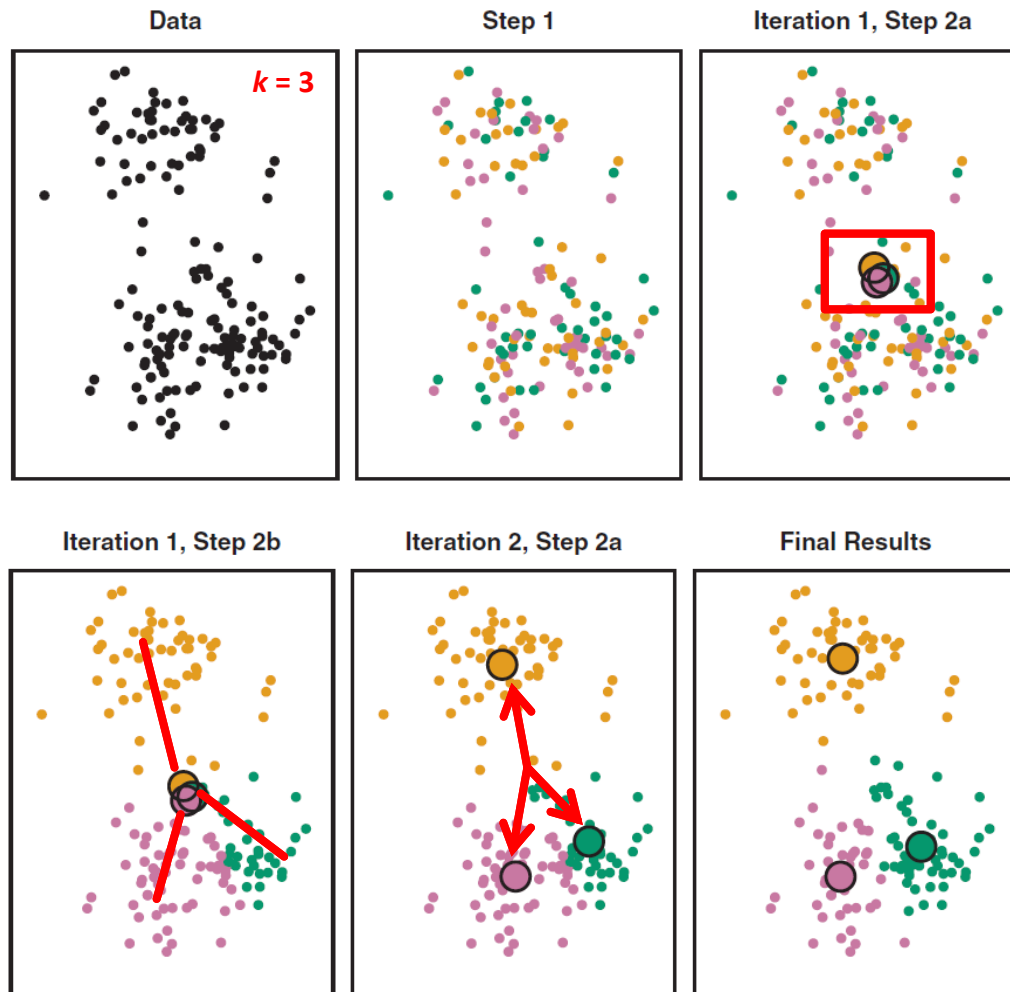 Data
Step 1
Iteration 1, Step 2a
k = 3
Iteration 1, Step 2b
Iteration 2, Step 2a
Final Results